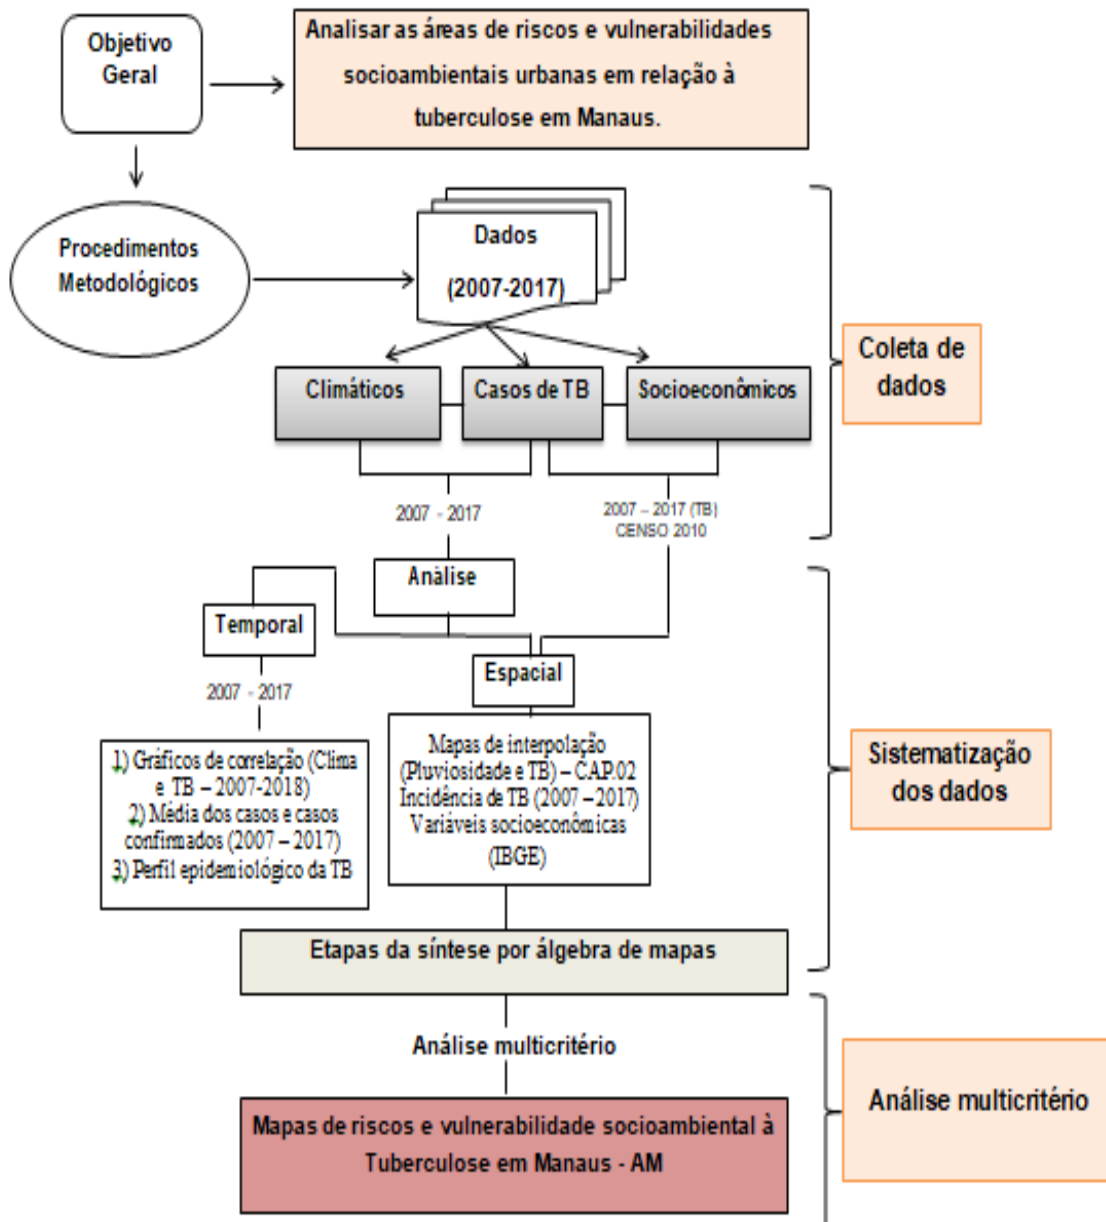 Objetivo
Geral
Analisar as áreas de riscos e vulnerabilidades
socioambientais urbanas em relação à
tuberculose em Manaus.
Procedimentos
Metodológicos
Dados
(2007-2017)
Climáticos
Casos de TB
Socioeconômicos
Coleta de
dados
2007 - 2017
2007 – 2017 (TB)
CENSO 2010
Análise
Temporal
2007 - 2017
Espacial
1) Gráficos de correlação (Clima
e TB – 2007-2018)
2) Média dos casos e casos
confirmados (2007 – 2017)
3) Perfil epidemiológico da TB
Mapas de interpolação
(Pluviosidade e TB) – CAP.02
Incidência de TB (2007 – 2017)
Variáveis socioeconômicas
(IBGE)
Sistematização
dos dados
Etapas da síntese por álgebra de mapas
Análise multicritério
Mapas de riscos e vulnerabilidade socioambiental à
Tuberculose em Manaus - AM
Análise multicritério